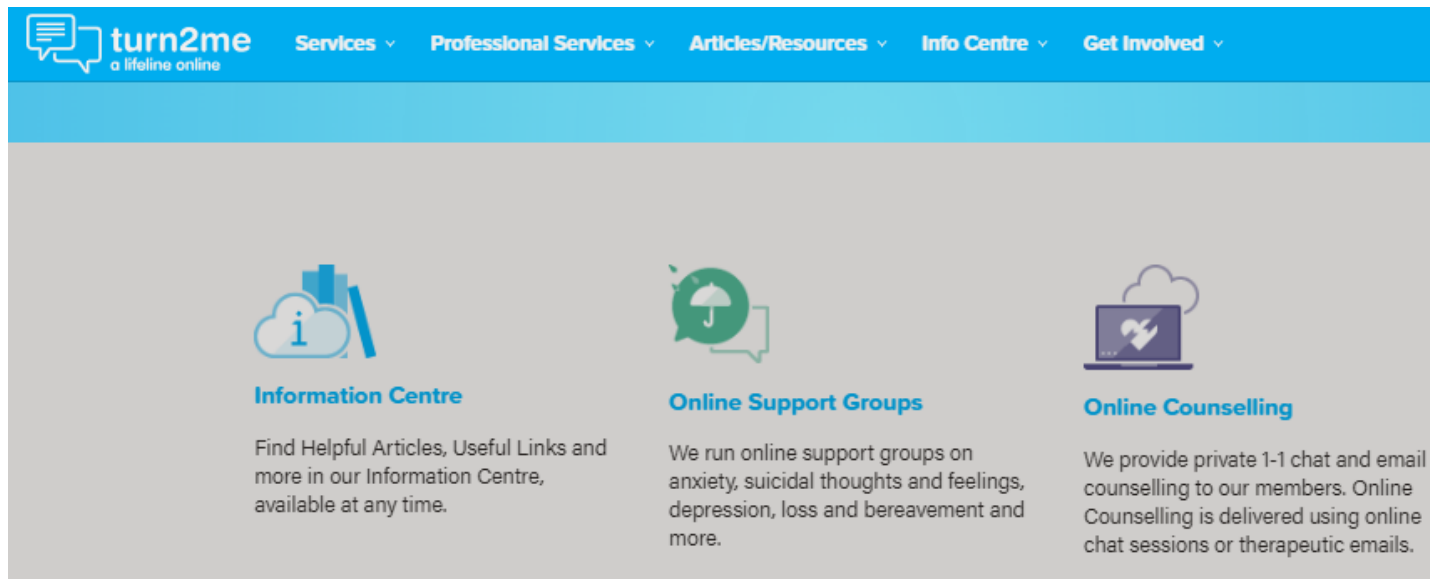 turn2me
a lifeline online
Services
Professional Services
Articles/Resources
Info Centre
Get Involved
i
Information Centre
Find Helpful Articles, Useful Links and
more in our Information Centre,
available at any time.
Online Support Groups
We run online support groups on
anxiety, suicidal thoughts and feelings,
depression, loss and bereavement and
more.
Online Counselling
We provide private 1-1 chat and email
counselling to our members. Online
Counselling is delivered using online
chat sessions or therapeutic emails.